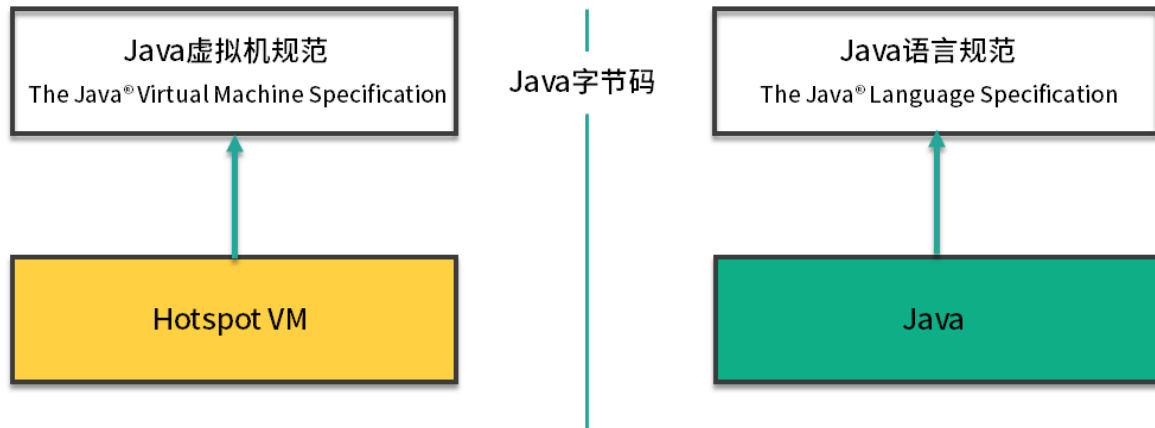 Java虚拟机规范
The Java® Virtual Machine Specification
Java字节码
Java语言规范
The Java® Language Specification
Hotspot VM
Java